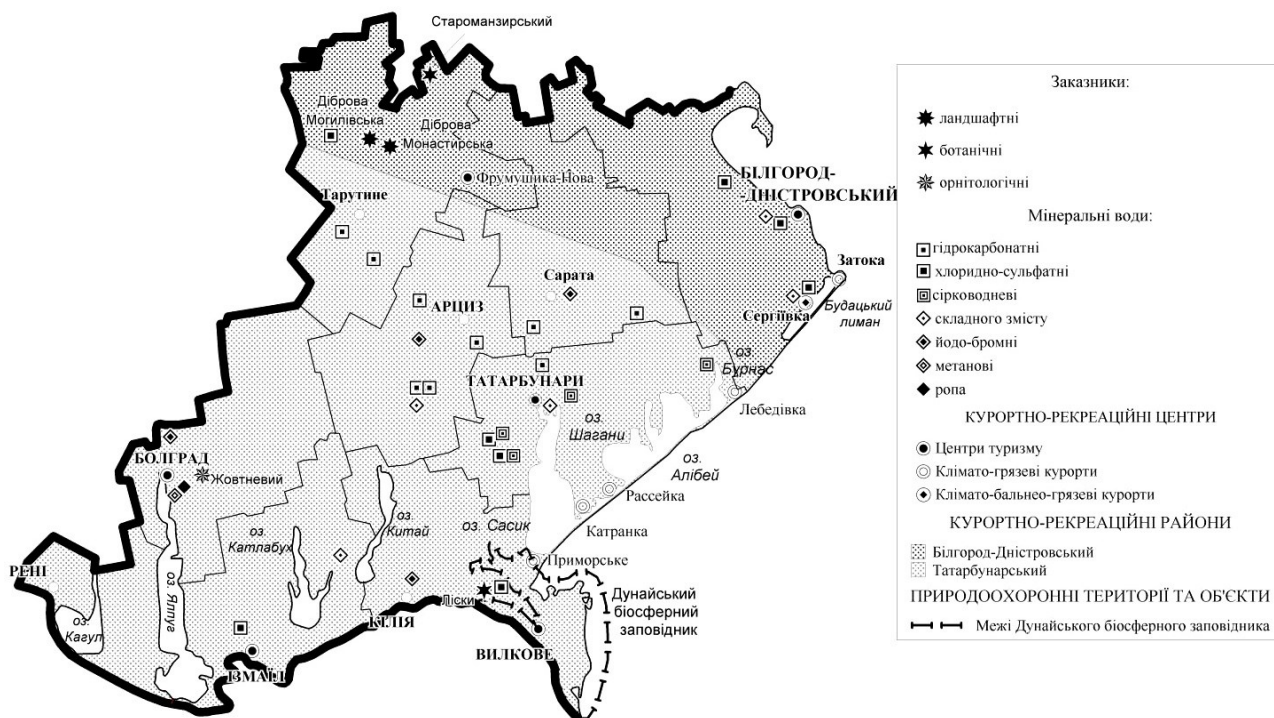 Староманзирський
Діброва
Могилівська
Діброва
Монастирська
Фрумушика-Нова
БІЛГОРОД-
-ДНІСТРОВСЬКИЙ
Тарутине
Затока
Сарата
АРЦИЗ
Сергіївка
Будацький
лиман
оз.
Бурнас
ТАТАРБУНАРИ
Лебедівка
оз.
Шагани
оз.
Алібей
БОЛГРАД
Жовтневий
Рассейка
оз.
Китай
оз. Сасик
Катранка
оз.
Катлабух
Приморське
РЕНІ
оз. Ялпуг
Ліски
Дунайський
біосферний
заповідник
оз.
Кагул
КІЛІЯ
ВИЛКОВЕ
ІЗМАЇЛ
Заказники:
ландшафтні
ботанічні
орнітологічні
Мінеральні води:
гідрокарбонатні
хлоридно-сульфатні
сірководневі
складного змісту
йодо-бромні
метанові
ропа
КУРОРТНО-РЕКРЕАЦІЙНІ ЦЕНТРИ
Центри туризму
Клімато-грязеві курорти
Клімато-бальнео-грязеві курорти
КУРОРТНО-РЕКРЕАЦІЙНІ РАЙОНИ
Білгород-Дністровський
Татарбунарський
ПРИРОДООХОРОННІ ТЕРИТОРІЇ ТА ОБ'ЄКТИ
Межі Дунайського біосферного заповідника